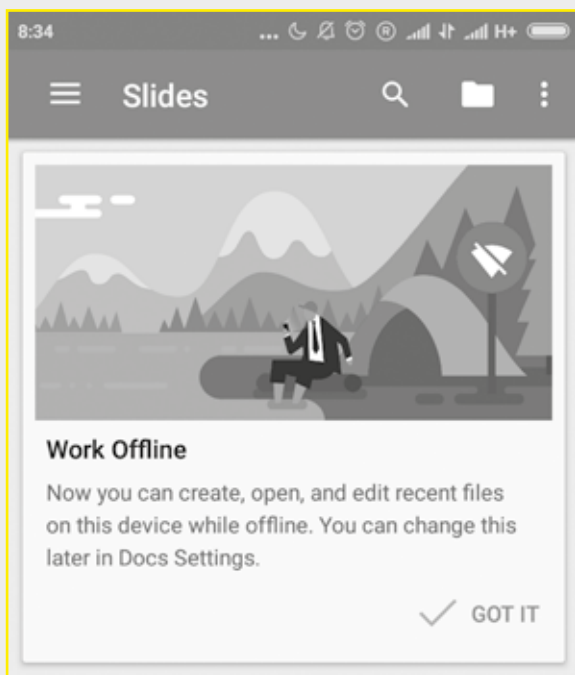 8:34 ... R H+
Slides
Work Offline
Now you can create, open, and edit recent files
on this device while offline. You can change this
later in Docs Settings.
GOT IT